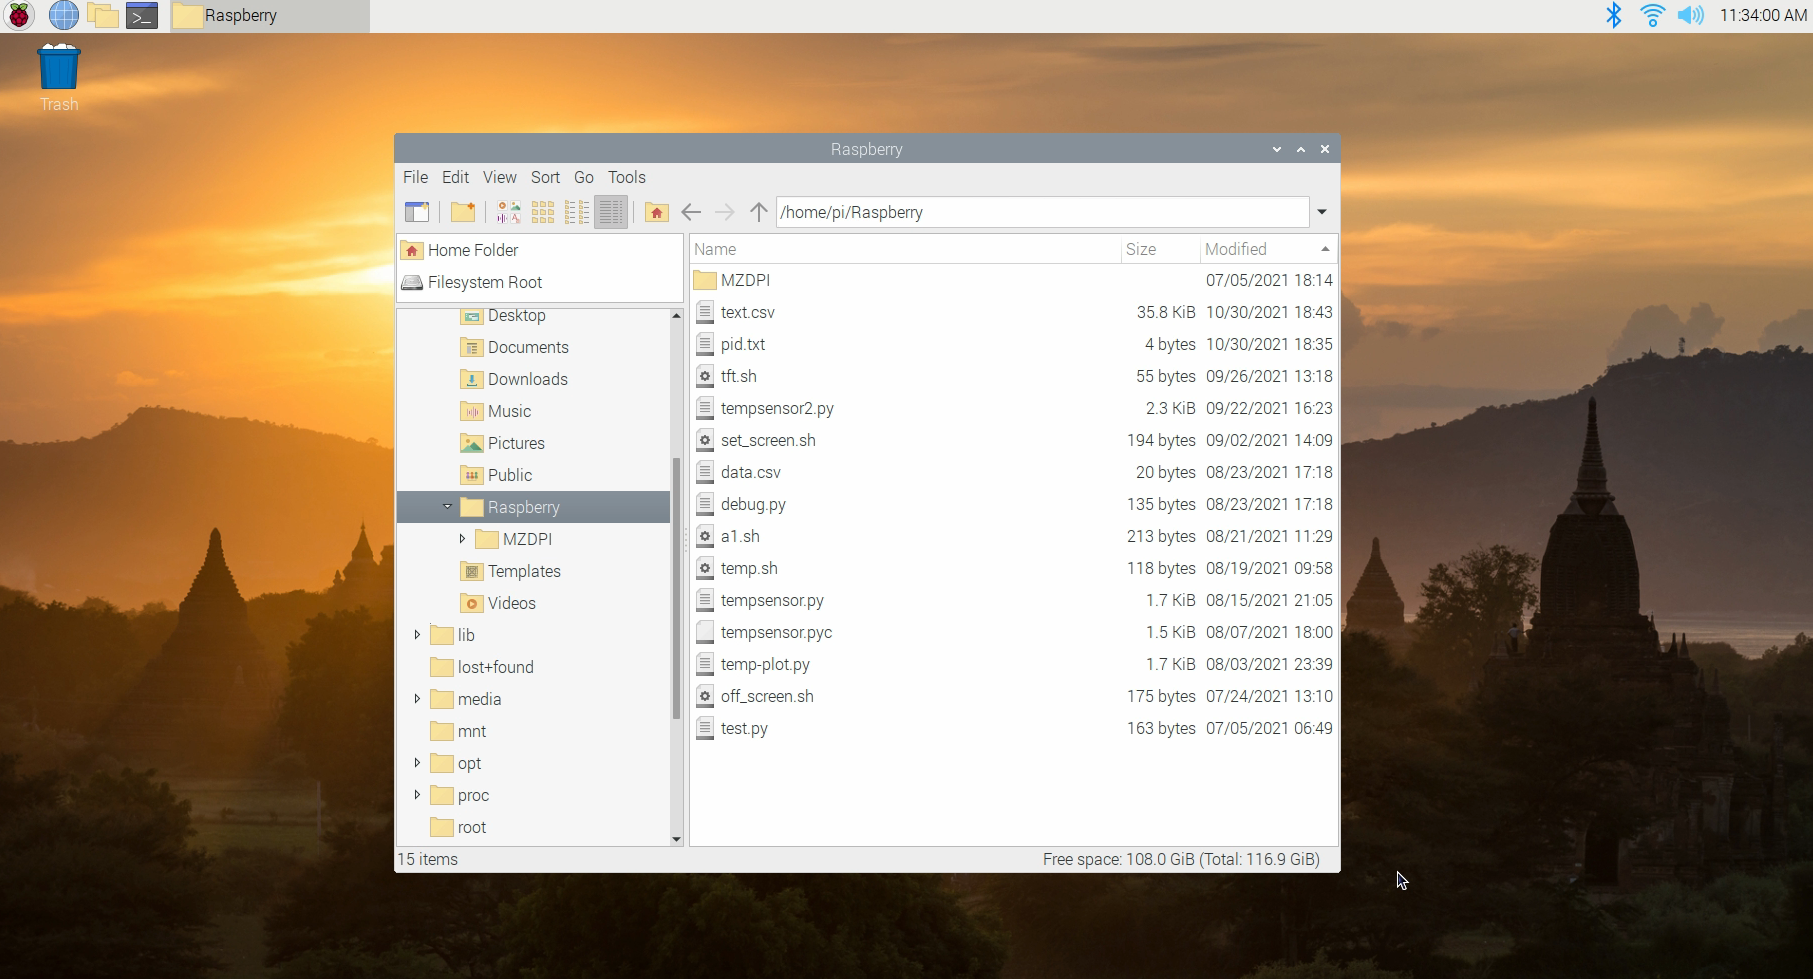 Raspberry 11:34:00 AM
Trash
Raspberry
File Edit View Sort Go Tools
/home/pi/Raspberry
Home Folder
Filesystem Root
Desktop
Documents
Downloads
Music
Pictures
Public
Raspberry
MZDPI
Templates
Videos
lib
lost+found
media
mnt
opt
proc
root
Name Size Modified
MZDPI 07/05/2021 18:14
text.csv 35.8 KiB 10/30/2021 18:43
pid.txt 4 bytes 10/30/2021 18:35
tft.sh 55 bytes 09/26/2021 13:18
tempsensor2.py 2.3 KiB 09/22/2021 16:23
set_screen.sh 194 bytes 09/02/2021 14:09
data.csv 20 bytes 08/23/2021 17:18
debug.py 135 bytes 08/23/2021 17:18
a1.sh 213 bytes 08/21/2021 11:29
temp.sh 118 bytes 08/19/2021 09:58
tempsensor.py 1.7 KiB 08/15/2021 21:05
tempsensor.pyc 1.5 KiB 08/07/2021 18:00
temp-plot.py 1.7 KiB 08/03/2021 23:39
off_screen.sh 175 bytes 07/24/2021 13:10
test.py 163 bytes 07/05/2021 06:49
15 items Free space: 108.0 GiB (Total: 116.9 GiB)